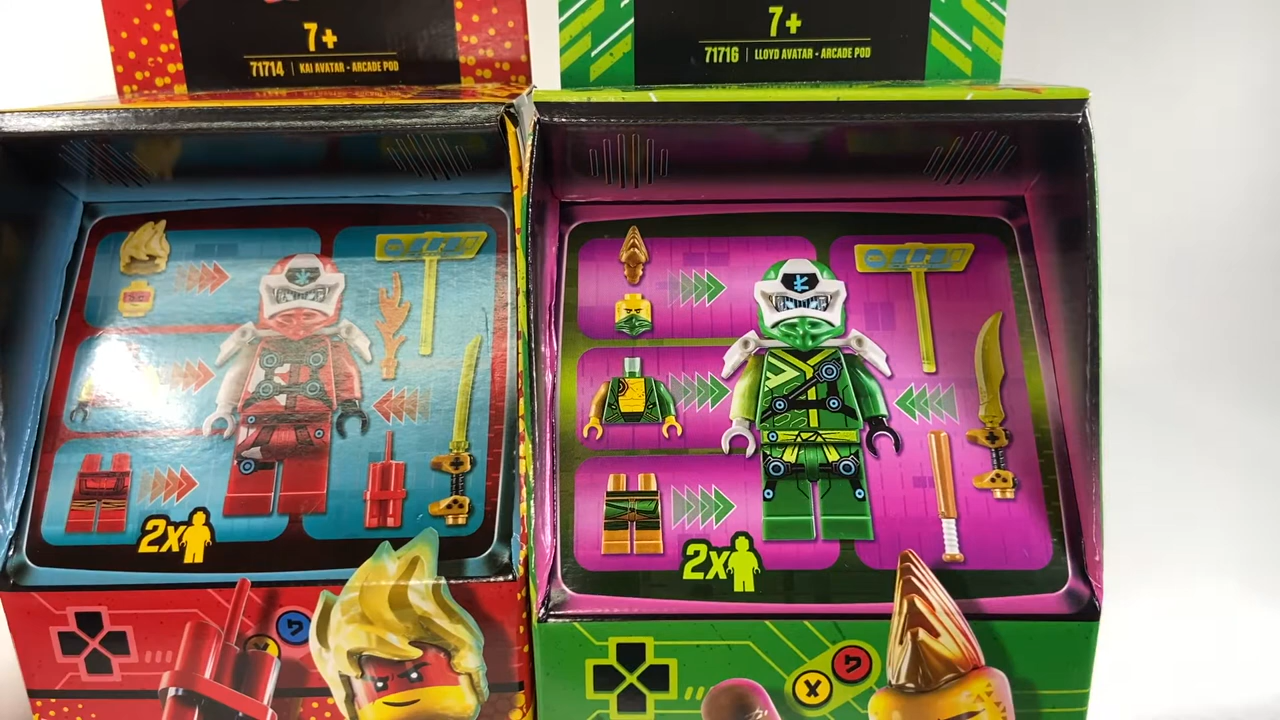 7+
71714 | KAI AVATAR - ARCADE POD
7+
71716 | LLOYD AVATAR - ARCADE POD
2x
2x
X